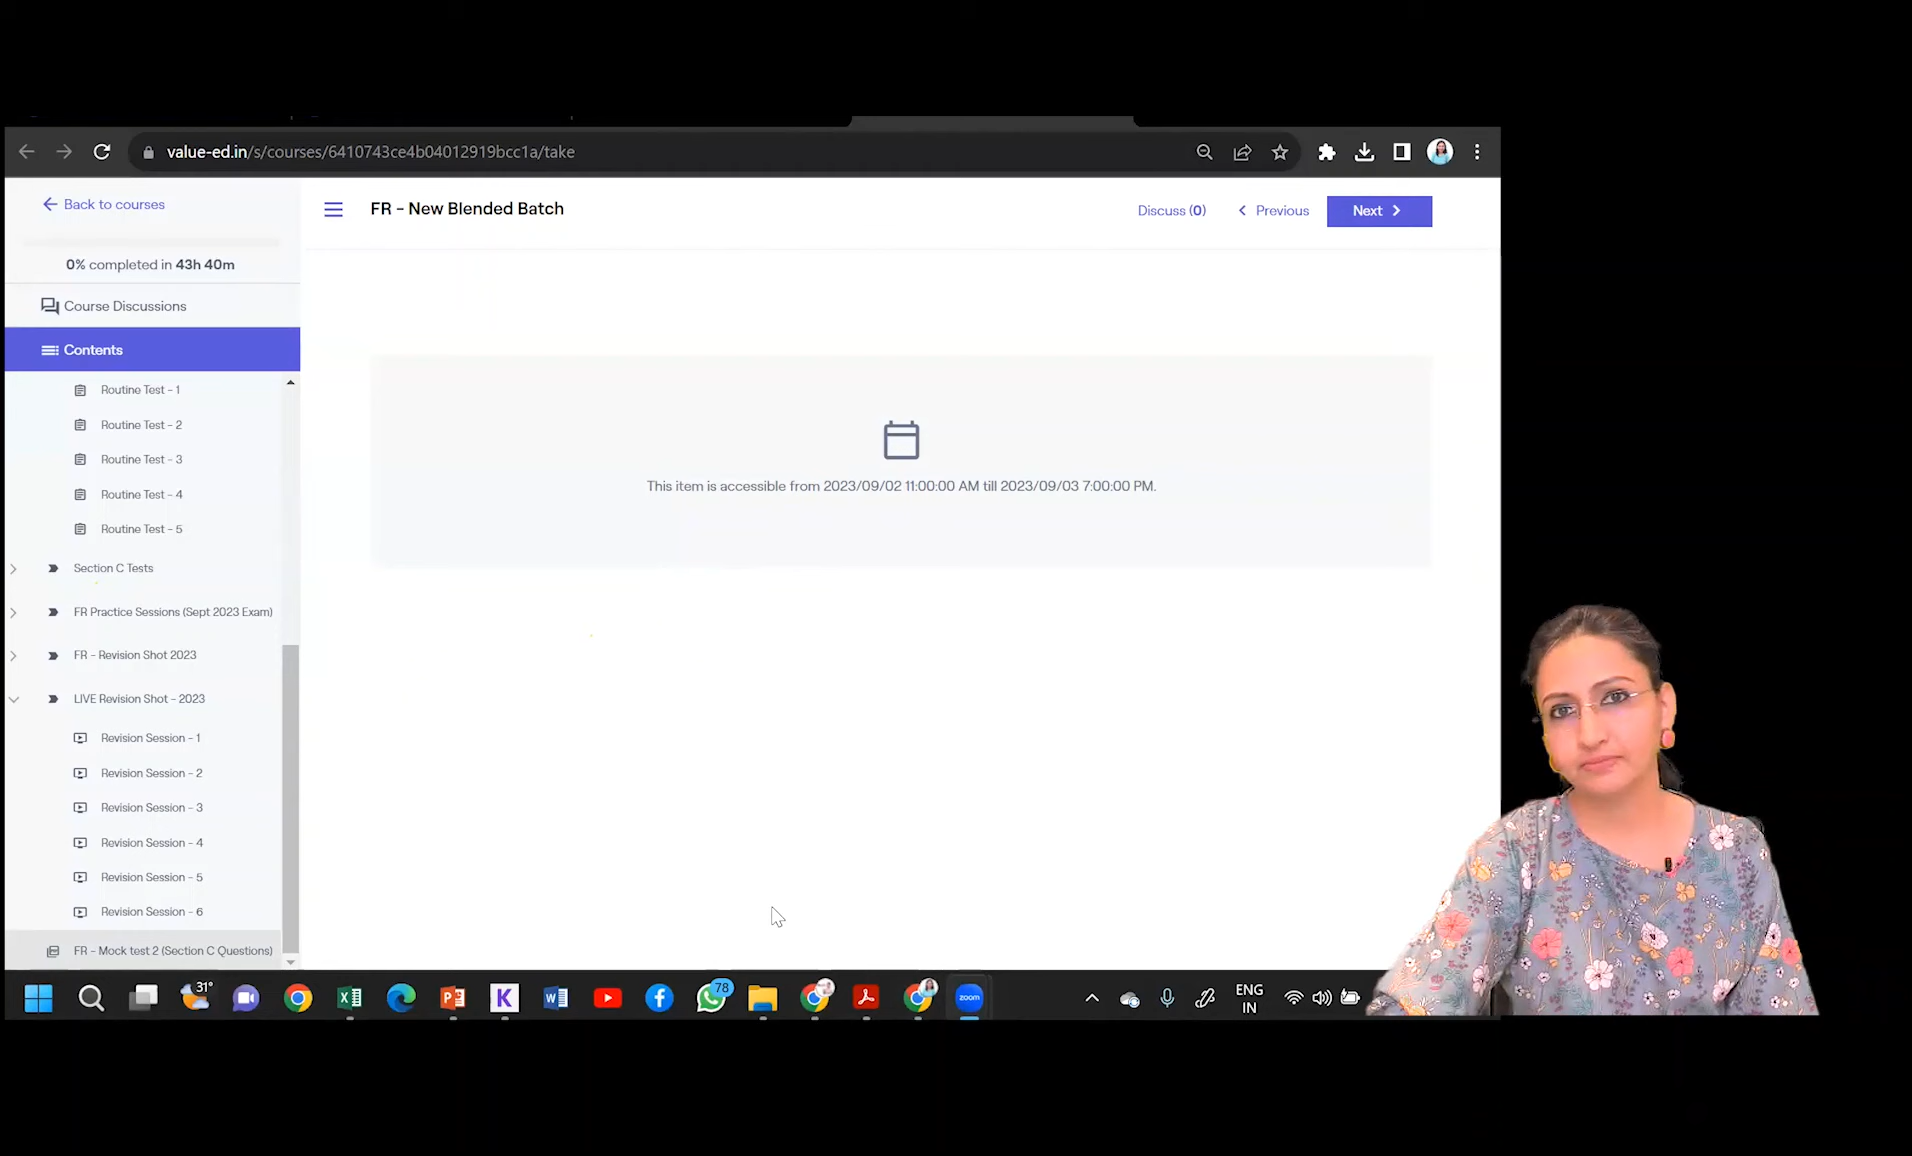 value-ed.in/s/courses/6410743ce4b04012919bcc1a/take
Back to courses
FR - New Blended Batch
Discuss (0)
Previous
Next
0% completed in 43h 40m
Course Discussions
Contents
Routine Test - 1
Routine Test - 2
Routine Test - 3
Routine Test - 4
Routine Test - 5
This item is accessible from 2023/09/02 11:00:00 AM till 2023/09/03 7:00:00 PM.
Section C Tests
FR Practice Sessions (Sept 2023 Exam)
FR - Revision Shot 2023
LIVE Revision Shot - 2023
Revision Session - 1
Revision Session - 2
Revision Session - 3
Revision Session - 4
Revision Session - 5
Revision Session - 6
FR - Mock test 2 (Section C Questions)
31°
K
78
zoom
ENG
IN